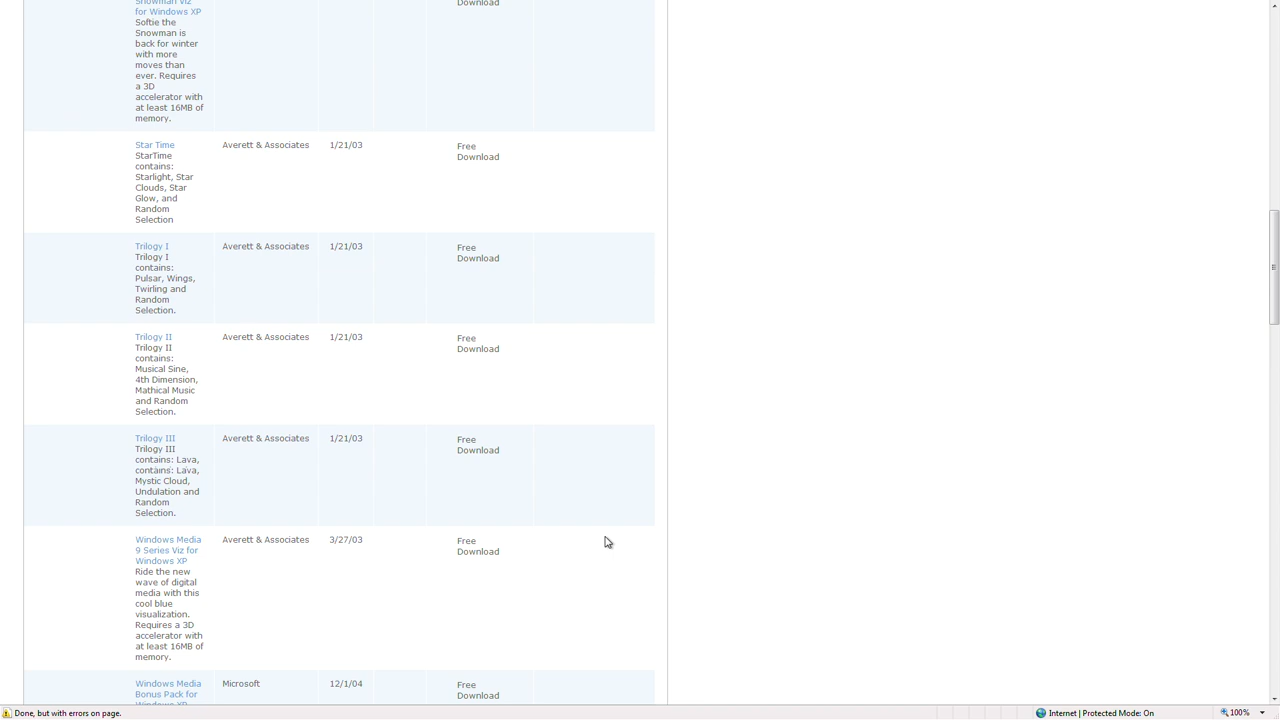 Snowman Viz
for Windows XP
Softie the
Snowman is
back for winter
with more
moves than
ever. Requires
a 3D
accelerator with
at least 16MB of
memory.
Download
Star Time
StarTime
contains:
Starlight, Star
Clouds, Star
Glow, and
Random
Selection
Averett & Associates
1/21/03
Free
Download
Trilogy I
Trilogy I
contains:
Pulsar, Wings,
Twirling and
Random
Selection.
Averett & Associates
1/21/03
Free
Download
Trilogy II
Trilogy II
contains:
Musical Sine,
4th Dimension,
Mathical Music
and Random
Selection.
Averett & Associates
1/21/03
Free
Download
Trilogy III
Trilogy III
contains: Lava,
contains: Lava,
Mystic Cloud,
Undulation and
Random
Selection.
Averett & Associates
1/21/03
Free
Download
Windows Media
9 Series Viz for
Windows XP
Ride the new
wave of digital
media with this
cool blue
visualization.
Requires a 3D
accelerator with
at least 16MB of
memory.
Averett & Associates
3/27/03
Free
Download
Windows Media
Bonus Pack for
Windows XP
Microsoft
12/1/04
Free
Download
Done, but with errors on page.
Internet | Protected Mode: On
100%